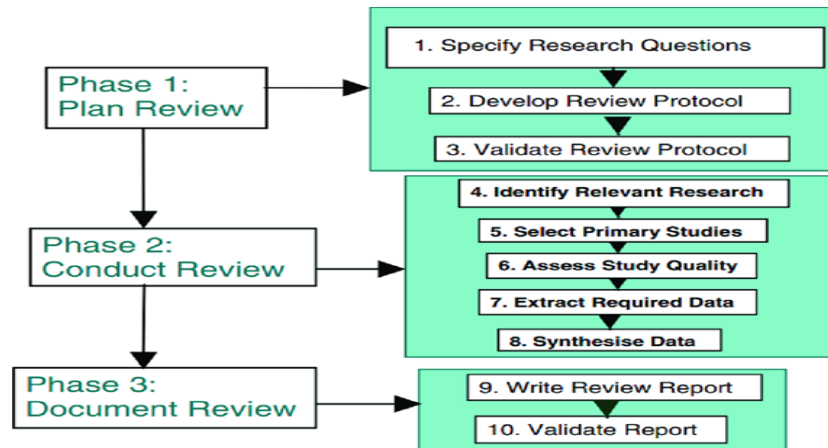 Phase 1:
Plan Review
1. Specify Research Questions
2. Develop Review Protocol
3. Validate Review Protocol
Phase 2:
Conduct Review
4. Identify Relevant Research
5. Select Primary Studies
6. Assess Study Quality
7. Extract Required Data
8. Synthesise Data
Phase 3:
Document Review
9. Write Review Report
10. Validate Report